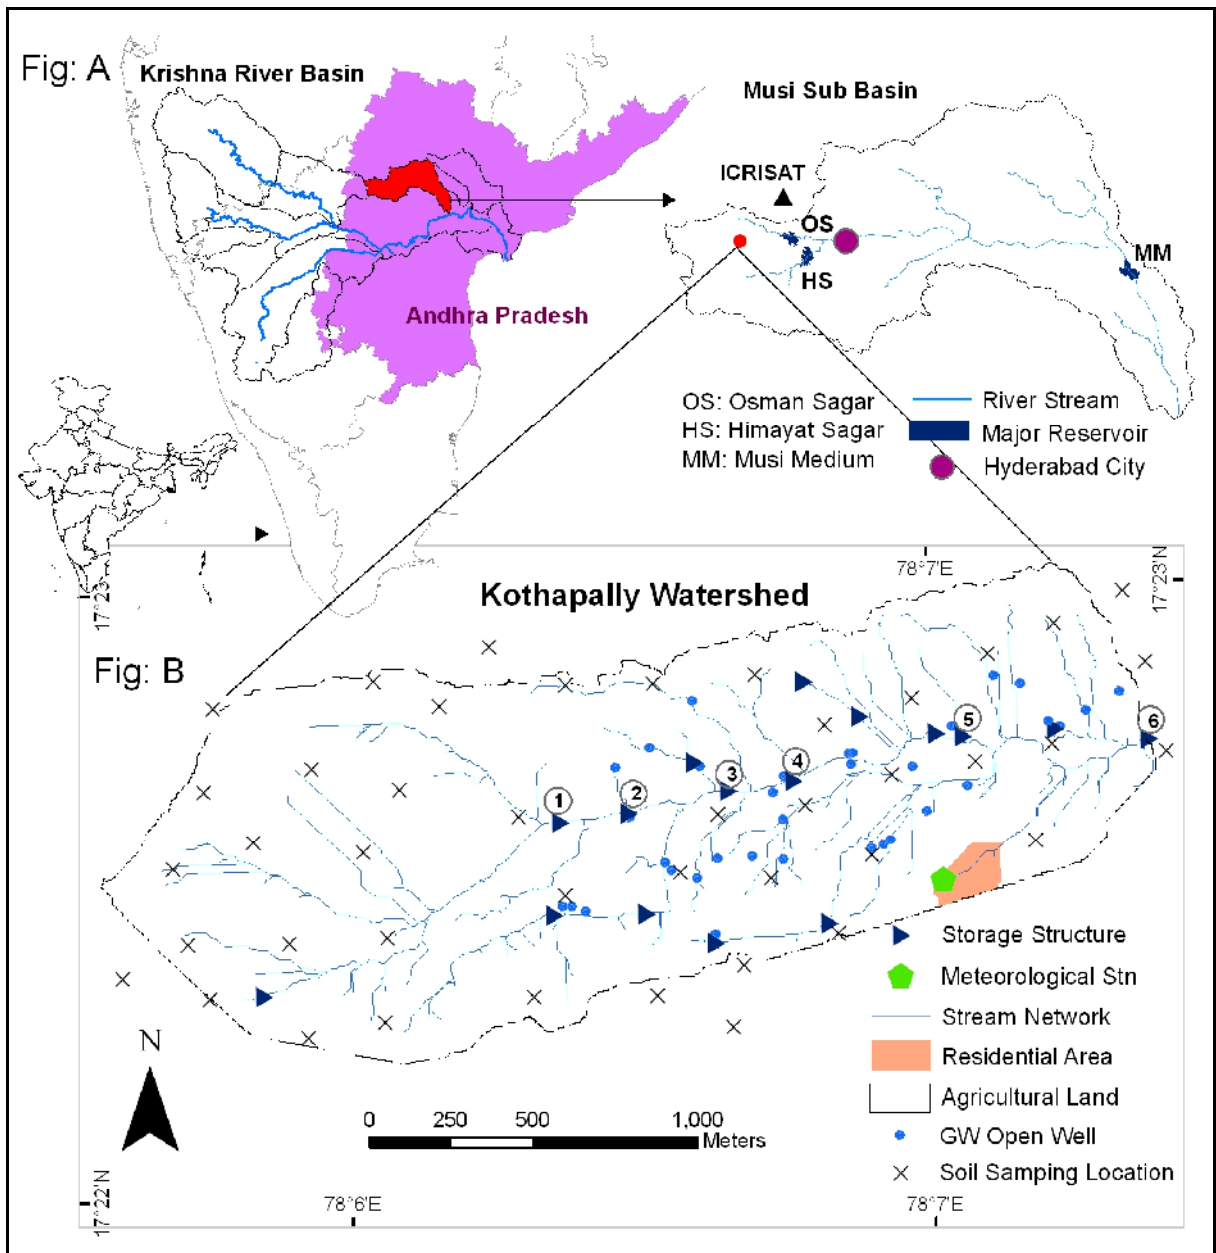 Fig: A
Krishna River Basin
Musi Sub Basin
ICRISAT
OS
HS
MM
Andhra Pradesh
OS: Osman Sagar
HS: Himayat Sagar
MM: Musi Medium
River Stream
Major Reservoir
Hyderabad City
78°7'E
17°23'N
17°23
Kothapally Watershed
Fig: B
1
2
3
4
5
6
Storage Structure
Meteorological Stn
Stream Network
Residential Area
Agricultural Land
GW Open Well
Soil Samping Location
N
0 250 500 1,000
Meters
17°22'N
78°6'E
78°7'E